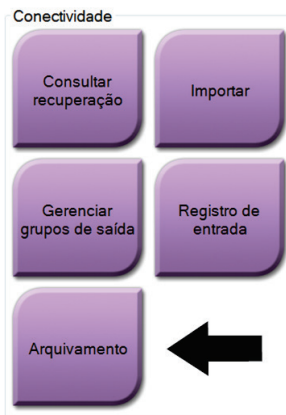 Conectividade
Consultar
recuperação
Importar
Gerenciar
grupos de saída
Registro de
entrada
Arquivamento